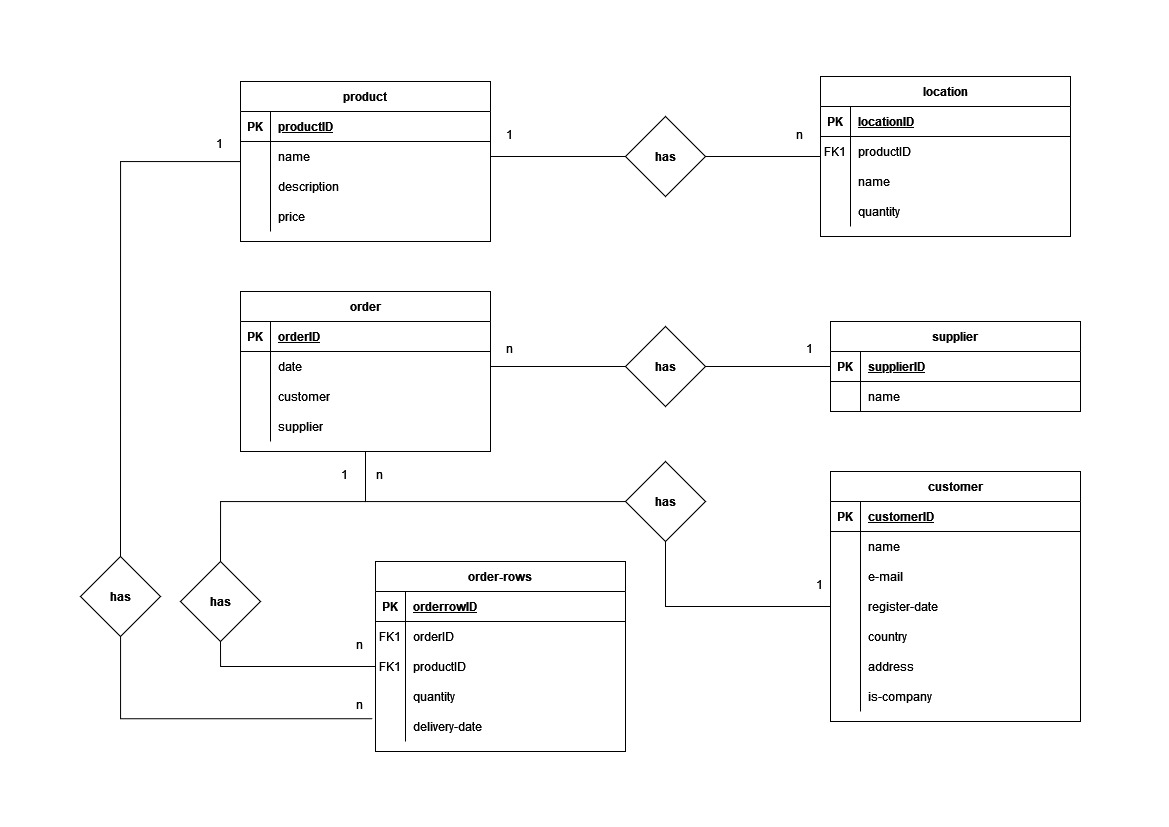 product
PK productID
name
description
price
1
1
has
n
location
PK locationID
FK1 productID
name
quantity
order
PK orderID
date
customer
supplier
n
has
1
supplier
PK supplierID
name
1
n
has
1
customer
PK customerID
name
e-mail
register-date
country
address
is-company
has
has
n
n
order-rows
PK orderrowID
FK1 orderID
FK1 productID
quantity
delivery-date